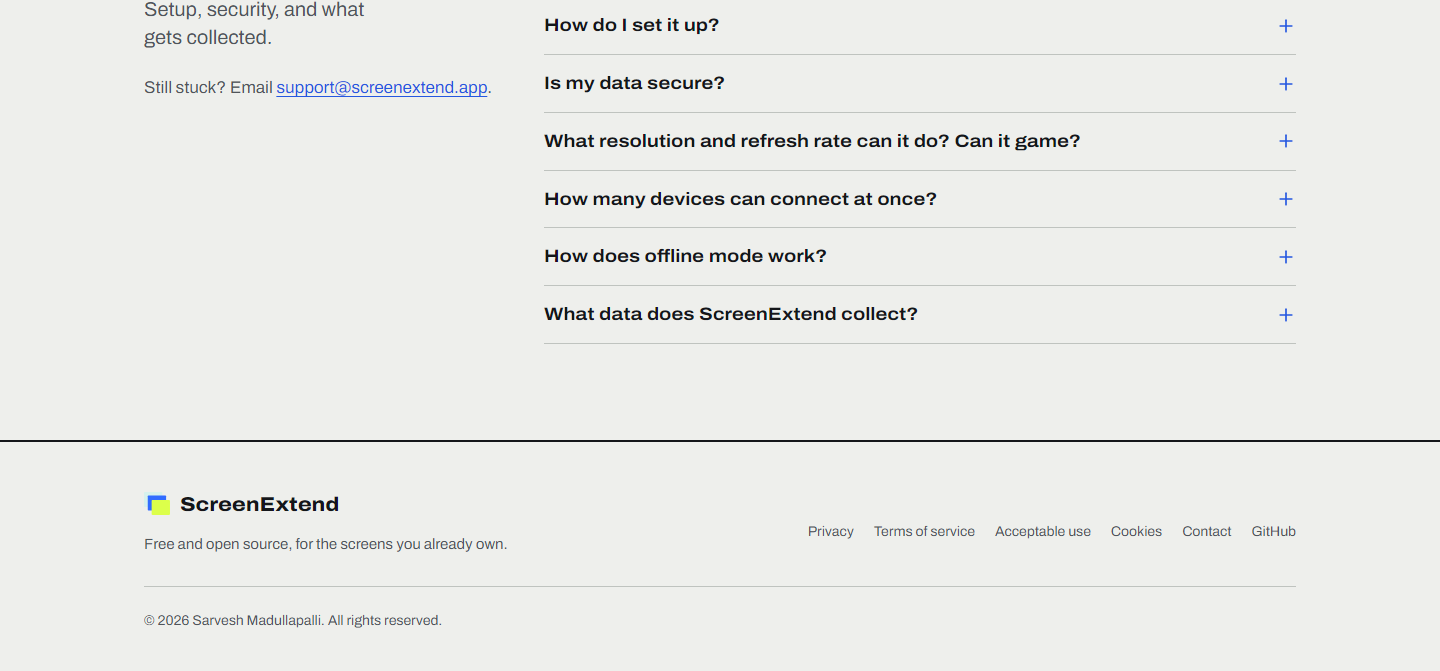 Setup, security, and what
gets collected.
Still stuck? Email support@screenextend.app.
How do I set it up?
Is my data secure?
What resolution and refresh rate can it do? Can it game?
How many devices can connect at once?
How does offline mode work?
What data does ScreenExtend collect?
ScreenExtend
Free and open source, for the screens you already own.
Privacy Terms of service Acceptable use Cookies Contact GitHub
© 2026 Sarvesh Madullapalli. All rights reserved.